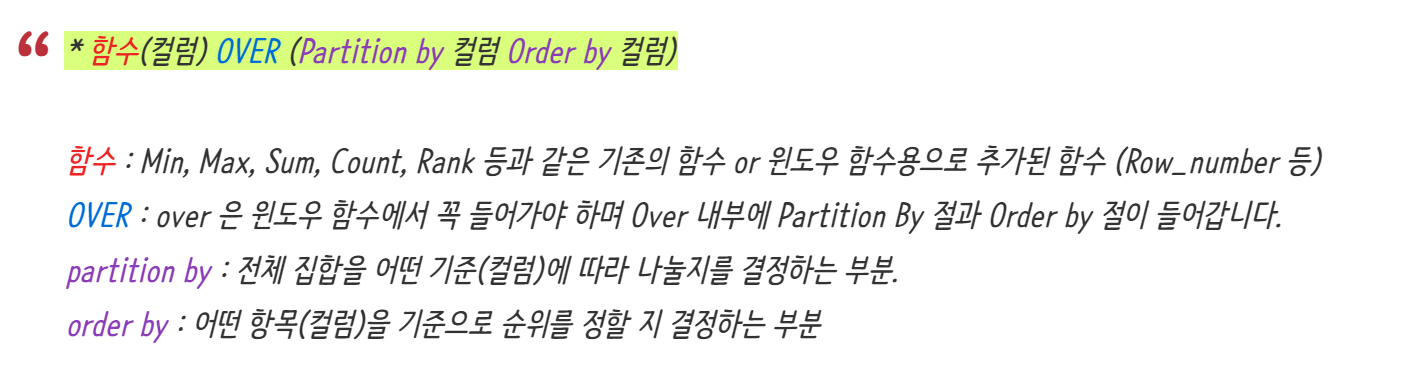 “ * 함수(컬럼) OVER (Partition by 컬럼 Order by 컬럼)
함수 : Min, Max, Sum, Count, Rank 등과 같은 기존의 함수 or 윈도우 함수용으로 추가된 함수 (Row_number 등)
OVER : over 은 윈도우 함수에서 꼭 들어가야 하며 Over 내부에 Partition By 절과 Order by 절이 들어갑니다.
partition by : 전체 집합을 어떤 기준(컬럼)에 따라 나눌지를 결정하는 부분.
order by : 어떤 항목(컬럼)을 기준으로 순위를 정할 지 결정하는 부분